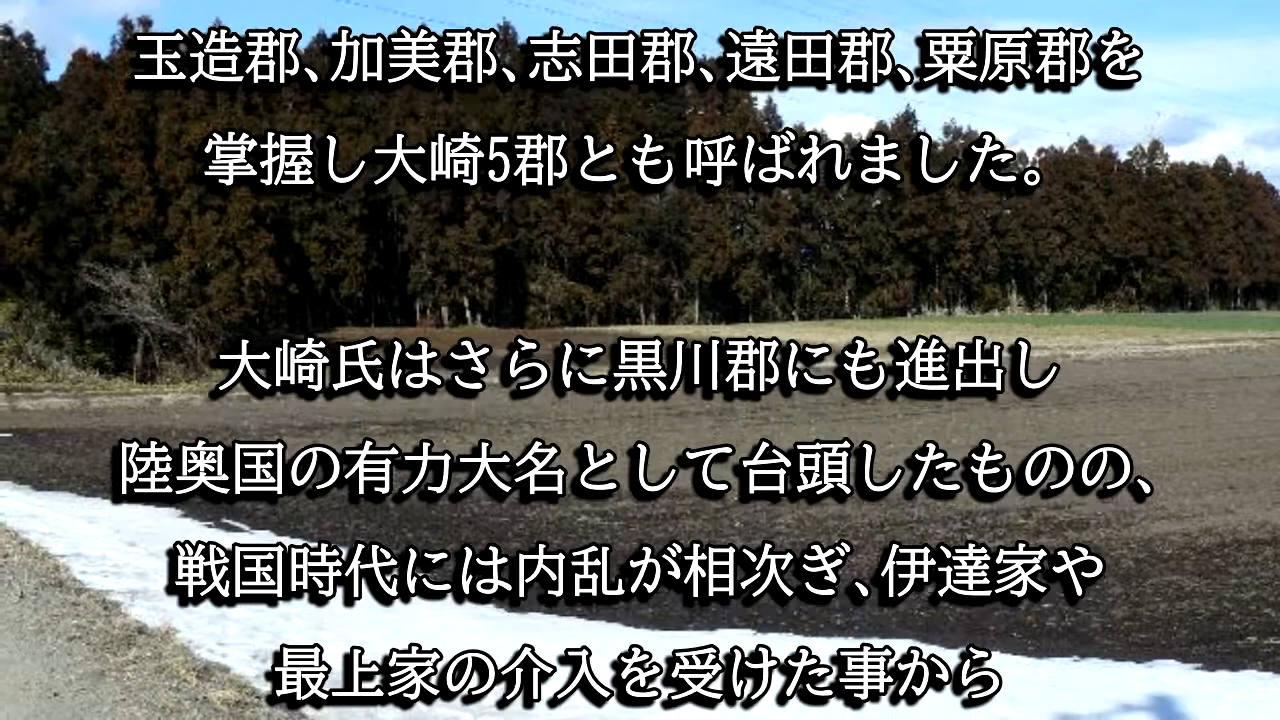 玉造郡、加美郡、志田郡、遠田郡、粟原郡を
掌握し大崎5郡とも呼ばれました。
大崎氏はさらに黒川郡にも進出し
陸奥国の有力大名として台頭したものの、
戦国時代には内乱が相次ぎ、伊達家や
最上家の介入を受けた事から